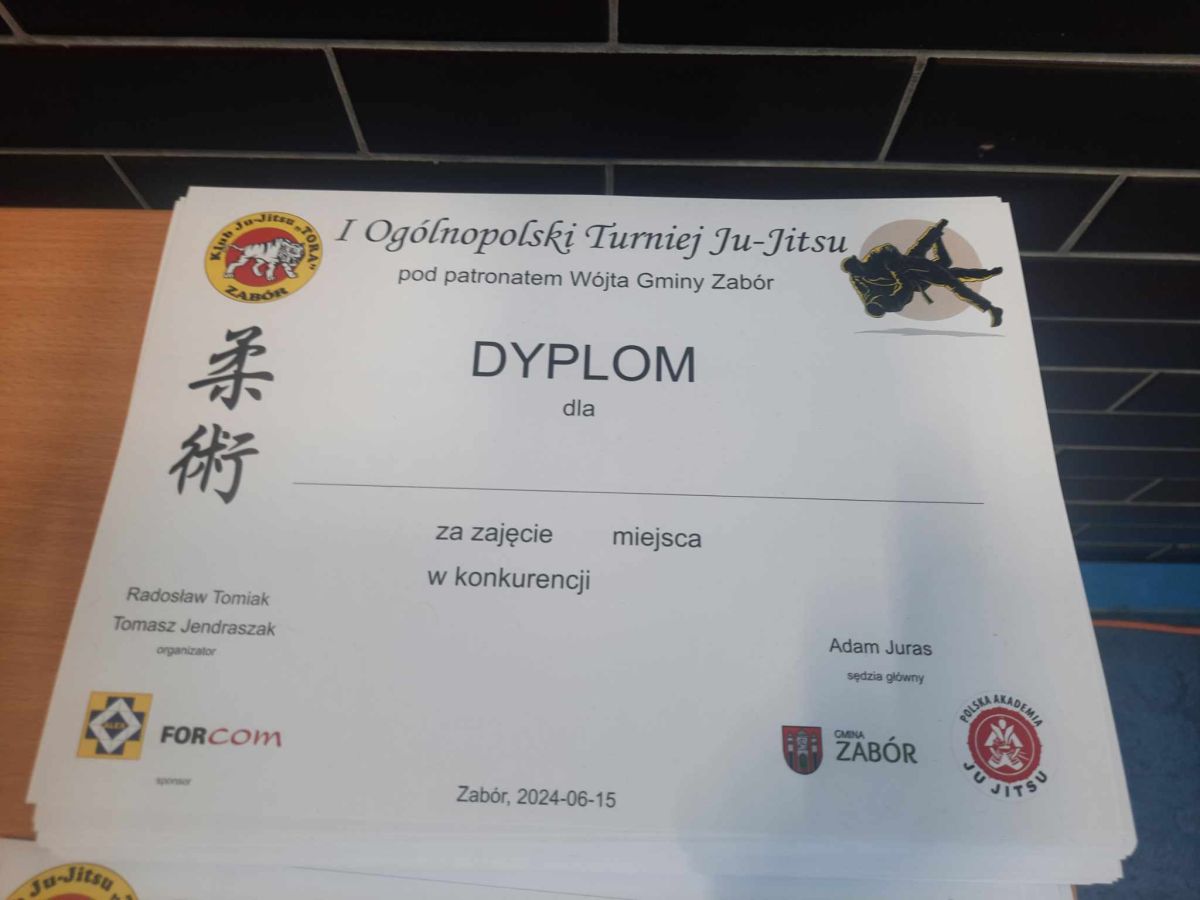 Klub Ju-Jitsu „TORA"
ZABÓR
I Ogólnopolski Turniej Ju-Jitsu
pod patronatem Wójta Gminy Zabór
柔
術
DYPLOM
dla
za zajęcie miejsca
w konkurencji
Radosław Tomiak
Tomasz Jendraszak
organizator
Adam Juras
sędzia główny
ALEX
FORcom
sponsor
GMINA
ZABÓR
POLSKA AKADEMIA
JU JITSU
Zabór, 2024-06-15
Ju-Jitsu